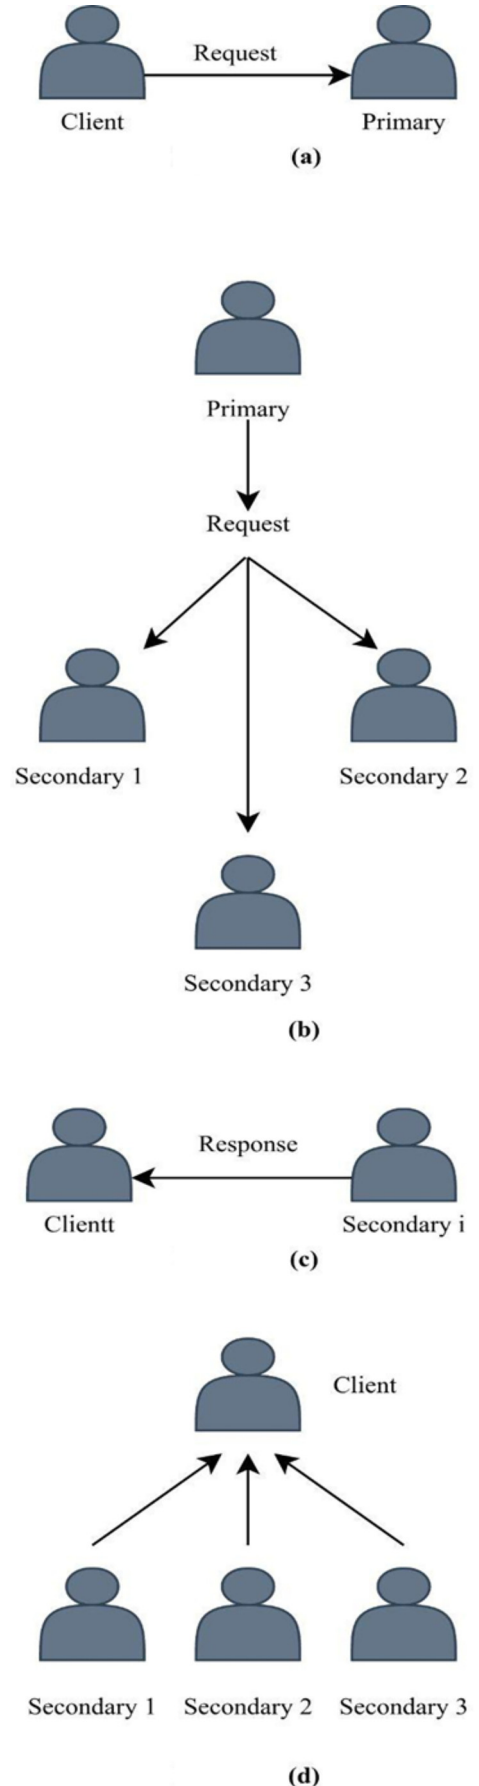 Request
Client Primary
(a)
Primary
Request
Secondary 1 Secondary 2
Secondary 3
(b)
Response
Clientt Secondary i
(c)
Client
Secondary 1 Secondary 2 Secondary 3
(d)